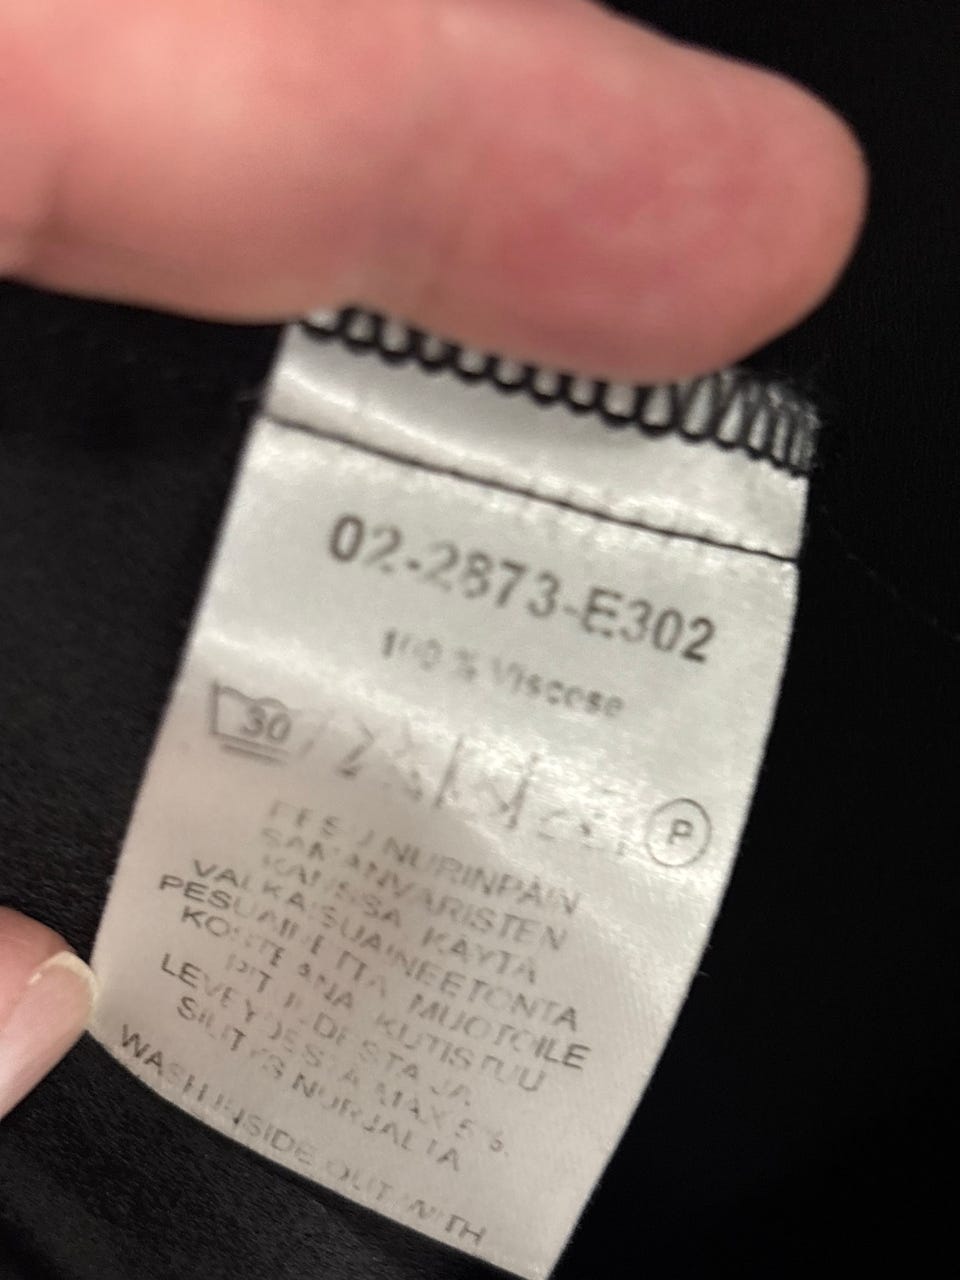 02-2873-E302
100 % Viscose
30 P
PESU NURINPÄIN
SAMANVÄRISTEN
KANSSA KÄYTÄ
VALKAISUAINEETONTA
PESUAINETTA MUOTOILE
KOSTEANA KUTISTUU
PITUUDESTA JA
LEVEYDESTÄ MAX 5 %.
SILITYS NURJALTA
WASH INSIDE OUT WITH